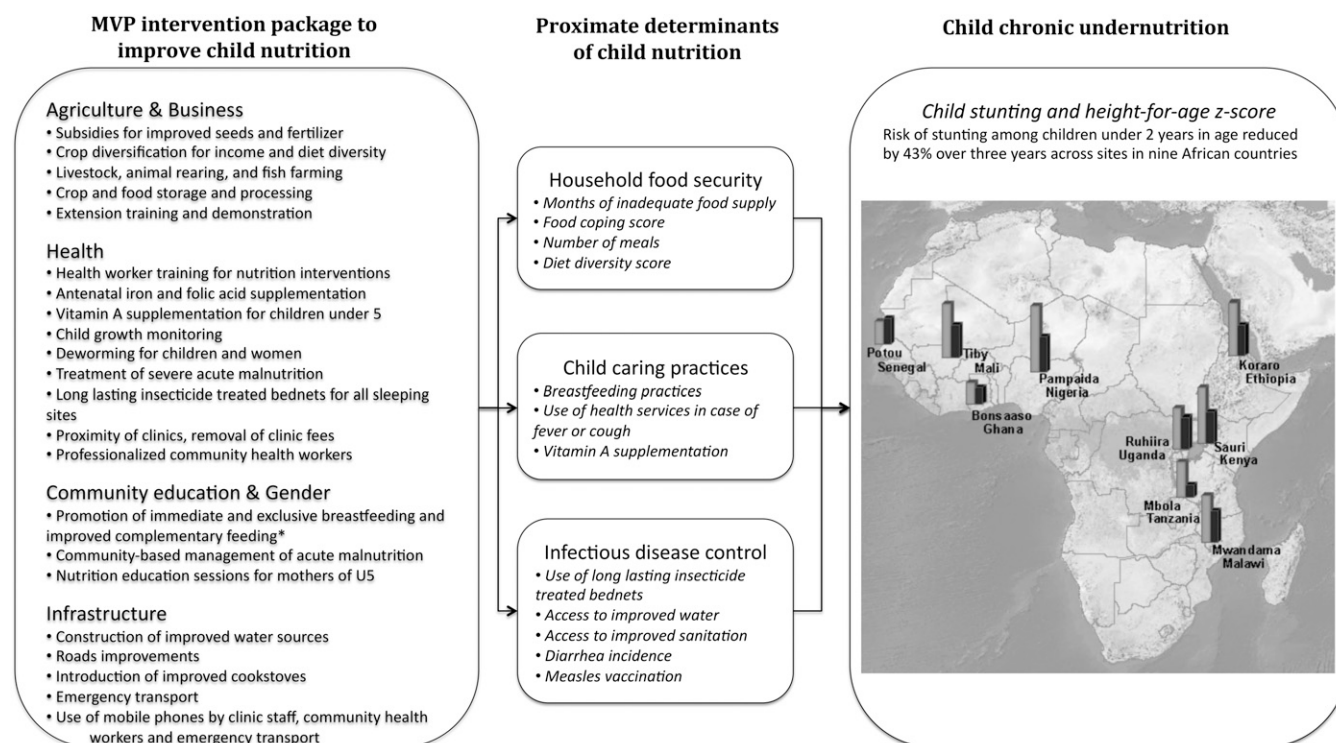 MVP intervention package to
improve child nutrition
Agriculture & Business
• Subsidies for improved seeds and fertilizer
• Crop diversification for income and diet diversity
• Livestock, animal rearing, and fish farming
• Crop and food storage and processing
• Extension training and demonstration
Health
• Health worker training for nutrition interventions
• Antenatal iron and folic acid supplementation
• Vitamin A supplementation for children under 5
• Child growth monitoring
• Deworming for children and women
• Treatment of severe acute malnutrition
• Long lasting insecticide treated bednets for all sleeping
sites
• Proximity of clinics, removal of clinic fees
• Professionalized community health workers
Community education & Gender
• Promotion of immediate and exclusive breastfeeding and
improved complementary feeding*
• Community-based management of acute malnutrition
• Nutrition education sessions for mothers of U5
Infrastructure
• Construction of improved water sources
• Roads improvements
• Introduction of improved cookstoves
• Emergency transport
• Use of mobile phones by clinic staff, community health
workers and emergency transport
Proximate determinants
of child nutrition
Household food security
• Months of inadequate food supply
• Food coping score
• Number of meals
• Diet diversity score
Child caring practices
• Breastfeeding practices
• Use of health services in case of
fever or cough
• Vitamin A supplementation
Infectious disease control
• Use of long lasting insecticide
treated bednets
• Access to improved water
• Access to improved sanitation
• Diarrhea incidence
• Measles vaccination
Child chronic undernutrition
Child stunting and height-for-age z-score
Risk of stunting among children under 2 years in age reduced
by 43% over three years across sites in nine African countries
Potou
Senegal
Tiby
Mali
Pampaida
Nigeria
Koraro
Ethiopia
Bonsaaso
Ghana
Ruhiira
Uganda
Sauri
Kenya
Mbola
Tanzania
Mwandama
Malawi